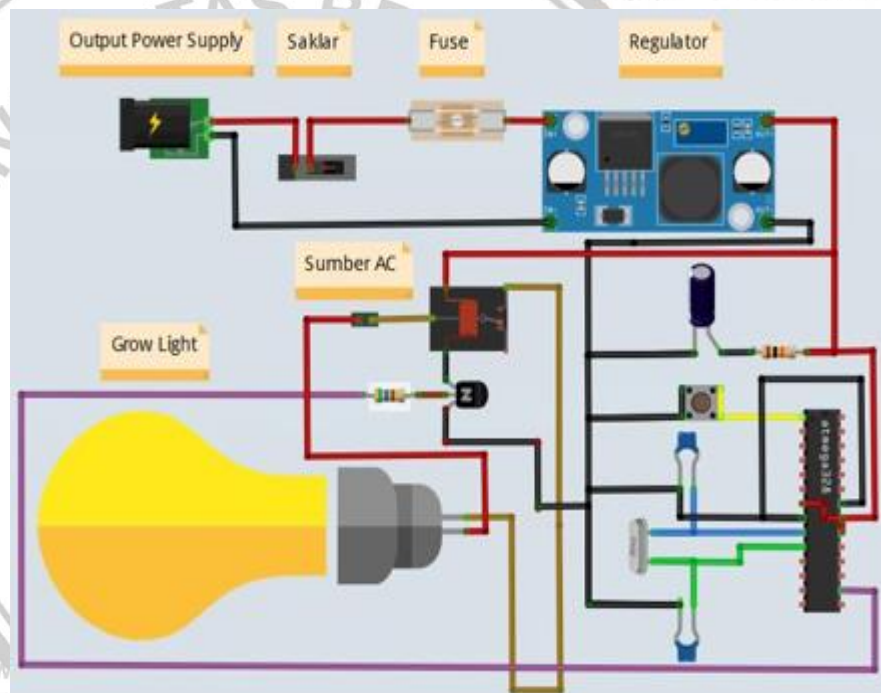 Output Power Supply
Saklar
Fuse
Regulator
Sumber AC
Grow Light
N
atmega328